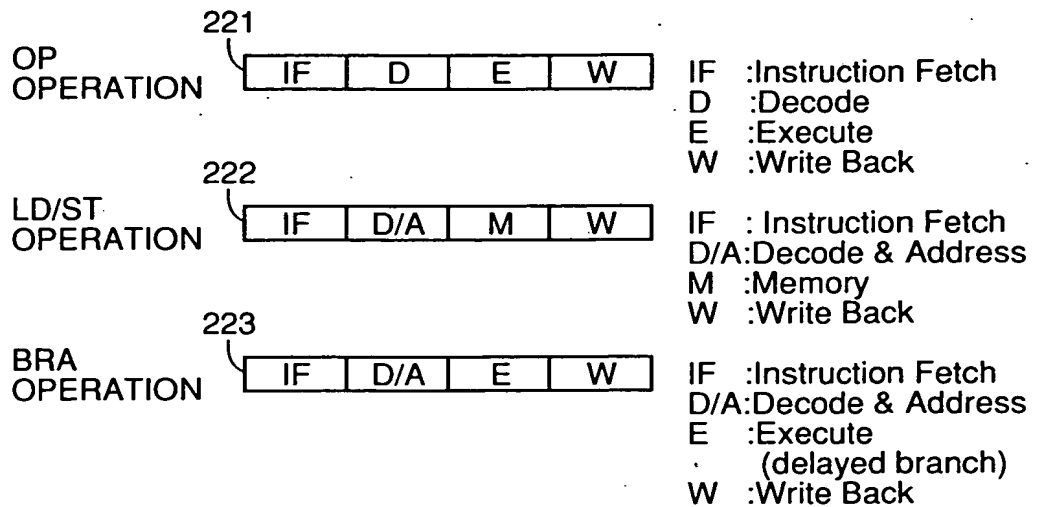 221
OP
OPERATION
IF D E W
IF :Instruction Fetch
D :Decode
E :Execute
W :Write Back
222
LD/ST
OPERATION
IF D/A M W
IF : Instruction Fetch
D/A:Decode & Address
M :Memory
W :Write Back
223
BRA
OPERATION
IF D/A E W
IF :Instruction Fetch
D/A:Decode & Address
E :Execute
(delayed branch)
W :Write Back